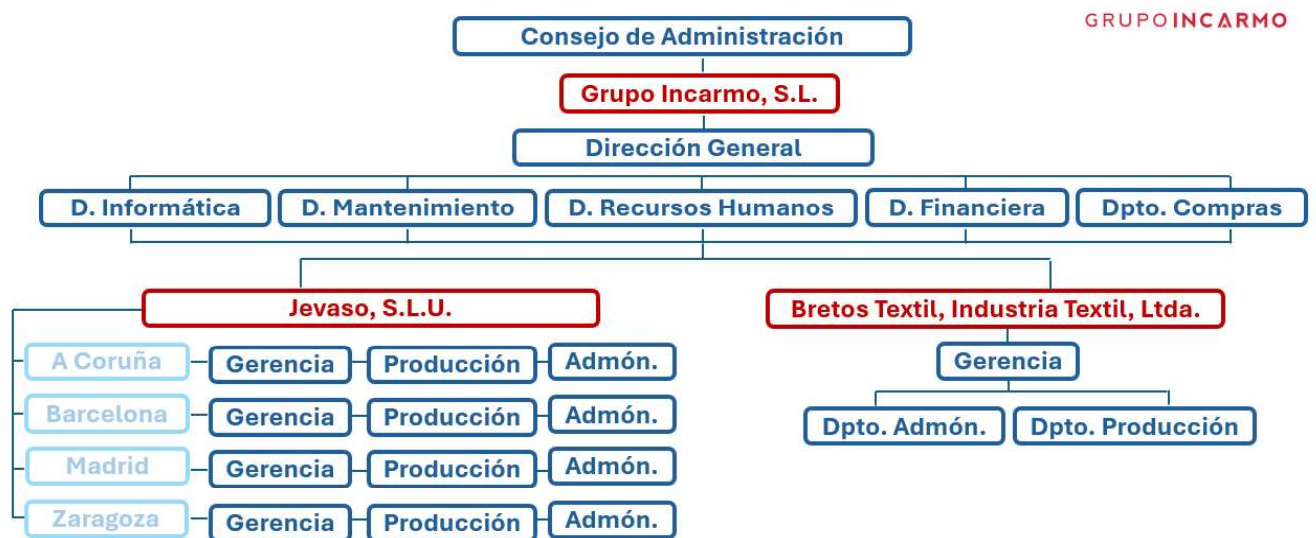 GRUPOINCARMO
Consejo de Administración
Grupo Incarmo, S.L.
Dirección General
D. Informática D. Mantenimiento D. Recursos Humanos D. Financiera Dpto. Compras
Jevaso, S.L.U. Bretos Textil, Industria Textil, Ltda.
A Coruña Gerencia Producción Admón. Gerencia
Barcelona Gerencia Producción Admón. Dpto. Admón. Dpto. Producción
Madrid Gerencia Producción Admón.
Zaragoza Gerencia Producción Admón.